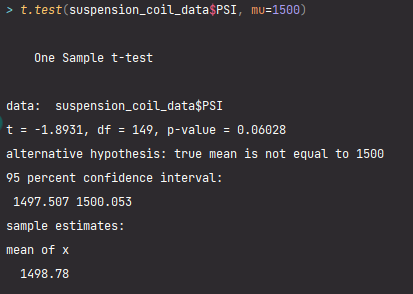 > t.test(suspension_coil_data$PSI, mu=1500)
One Sample t-test
data:  suspension_coil_data$PSI
t = -1.8931, df = 149, p-value = 0.06028
alternative hypothesis: true mean is not equal to 1500
95 percent confidence interval:
1497.507 1500.053
sample estimates:
mean of x
1498.78